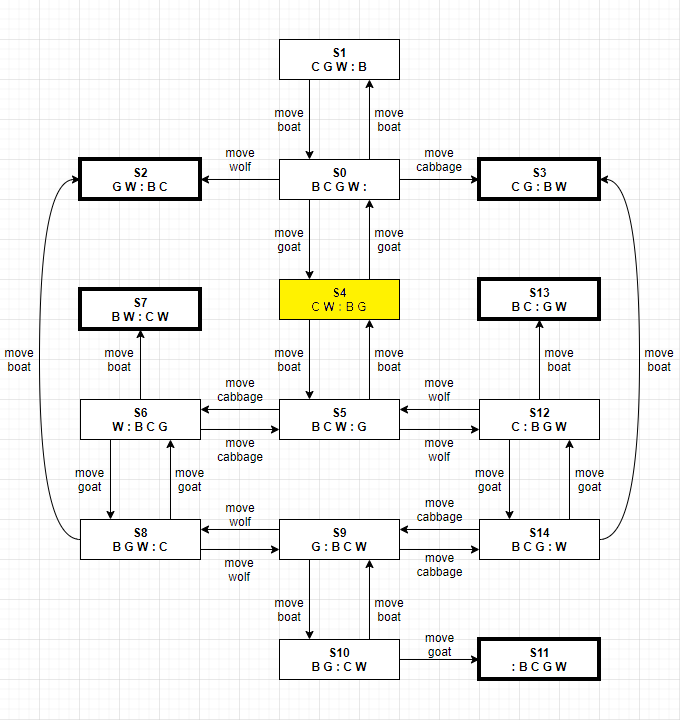 S1
C G W : B
move
boat
move
boat
move
wolf
move
cabbage
S2
G W : B C
S0
B C G W :
S3
C G : B W
move
goat
move
goat
S7
B W : C W
S4
C W : B G
S13
B C : G W
move
boat
move
boat
move
boat
move
boat
move
boat
move
boat
move
cabbage
move
wolf
S6
W : B C G
S5
B C W : G
S12
C : B G W
move
cabbage
move
wolf
move
goat
move
goat
move
goat
move
goat
move
wolf
move
cabbage
S8
B G W : C
S9
G : B C W
S14
B C G : W
move
wolf
move
cabbage
move
boat
move
boat
S10
B G : C W
move
goat
S11
: B C G W